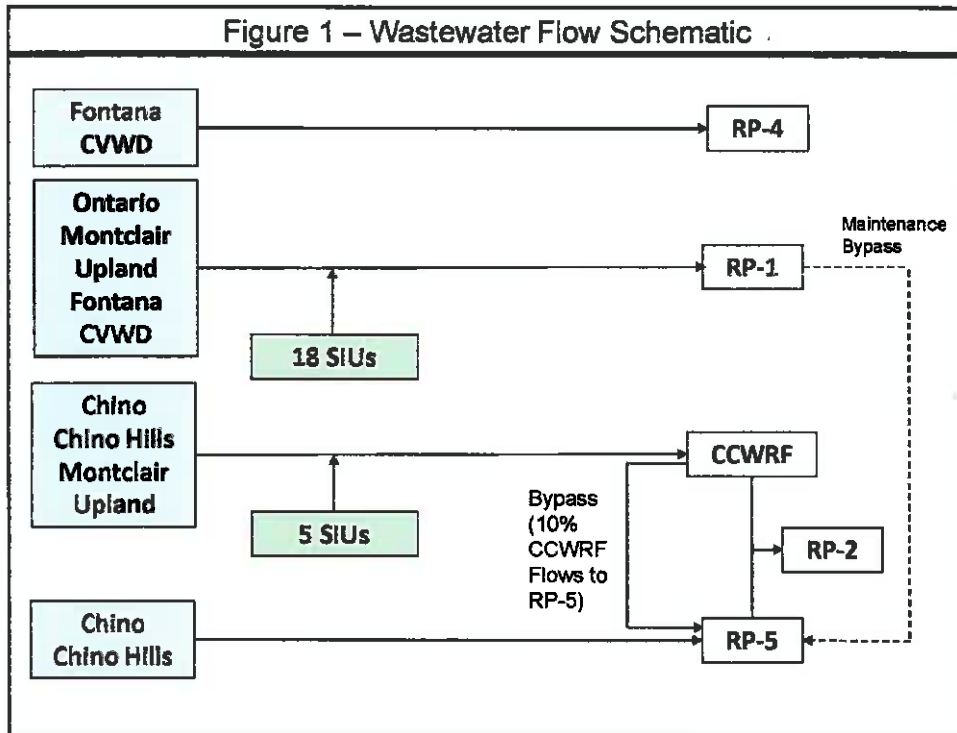 Figure 1 – Wastewater Flow Schematic
Fontana
CVWD
RP-4
Ontario
Montclair
Upland
Fontana
CVWD
RP-1
Maintenance
Bypass
18 SIUs
Chino
Chino Hills
Montclair
Upland
CCWRF
5 SIUs
Bypass
(10%
CCWRF
Flows to
RP-5)
RP-2
Chino
Chino Hills
RP-5